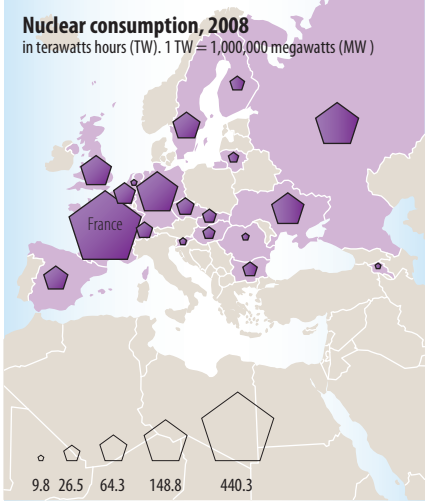 Nuclear consumption, 2008
in terawatts hours (TW). 1 TW = 1,000,000 megawatts (MW )
France
9.8 26.5 64.3 148.8 440.3